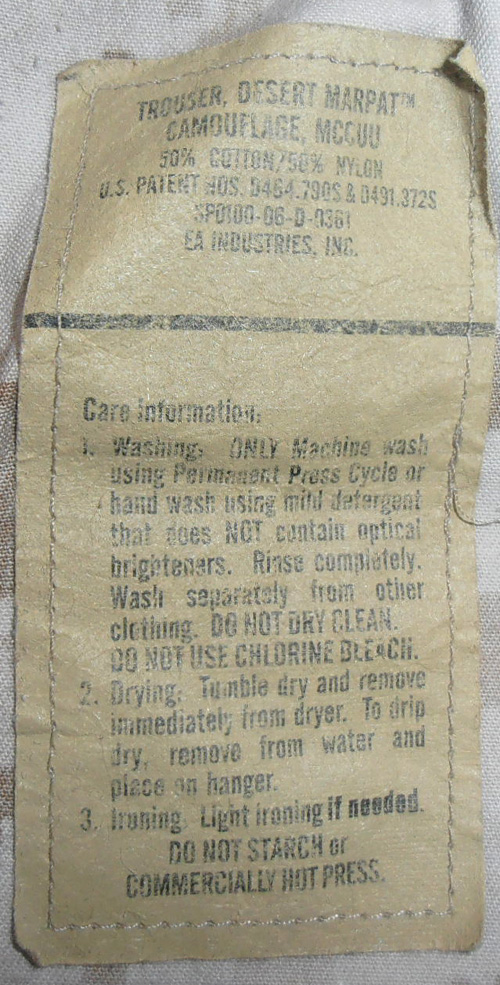 TROUSER, DESERT MARPAT™
CAMOUFLAGE, MCCUU
50% COTTON/50% NYLON
U.S. PATENT NOS. D464.790S & D491.372S
SP0100-06-D-0361
EA INDUSTRIES, INC.
Care Information:
1. Washing: ONLY Machine wash
using Permanent Press Cycle or
hand wash using mild detergent
that does NOT contain optical
brighteners. Rinse completely.
Wash separately from other
clothing. DO NOT DRY CLEAN.
DO NOT USE CHLORINE BLEACH.
2. Drying: Tumble dry and remove
immediately from dryer. To drip
dry, remove from water and
place on hanger.
3. Ironing: Light ironing if needed.
DO NOT STARCH or
COMMERCIALLY HOT PRESS.